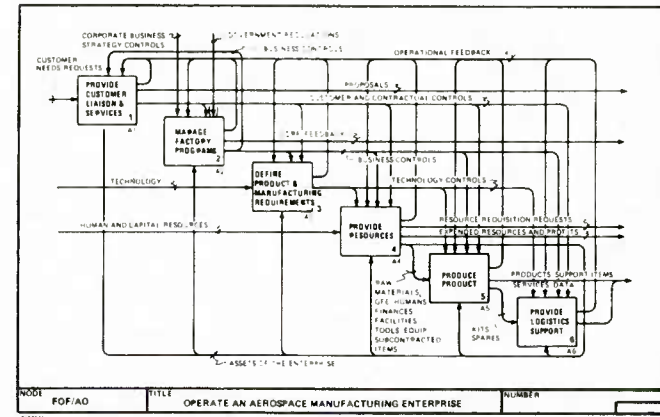 CORPORATE BUSINESS
STRATEGY CONTROLS
GOVERNMENT REGULATIONS
BUSINESS CONTROLS
OPERATIONAL FEEDBACK
CUSTOMER
NEEDS REQUESTS
PROVIDE
CUSTOMER
LIAISON &
SERVICES
1
PROPOSALS
CUSTOMER AND CONTRACTUAL CONTROLS
MANAGE
FACTORY
PROGRAMS
2
A2
FEEDBACK
BUSINESS CONTROLS
DEFINE
PRODUCT &
MANUFACTURING
REQUIREMENTS
3
TECHNOLOGY
TECHNOLOGY CONTROLS
HUMAN AND CAPITAL RESOURCES
PROVIDE
RESOURCES
4
A4
RESOURCE REQUISITION REQUESTS
EXPENDED RESOURCES AND PROFITS
RAW
MATERIALS,
GFE, HUMANS
FINANCES
FACILITIES
TOOLS EQUIP
SUBCONTRACTED
ITEMS
PRODUCE
PRODUCT
5
A5
PRODUCTS SUPPORT ITEMS
SERVICES DATA
KITS
SPARES
PROVIDE
LOGISTICS
SUPPORT
6
A6
ASSETS OF THE ENTERPRISE
NODE
FOF/A0
TITLE
OPERATE AN AEROSPACE MANUFACTURING ENTERPRISE
NUMBER